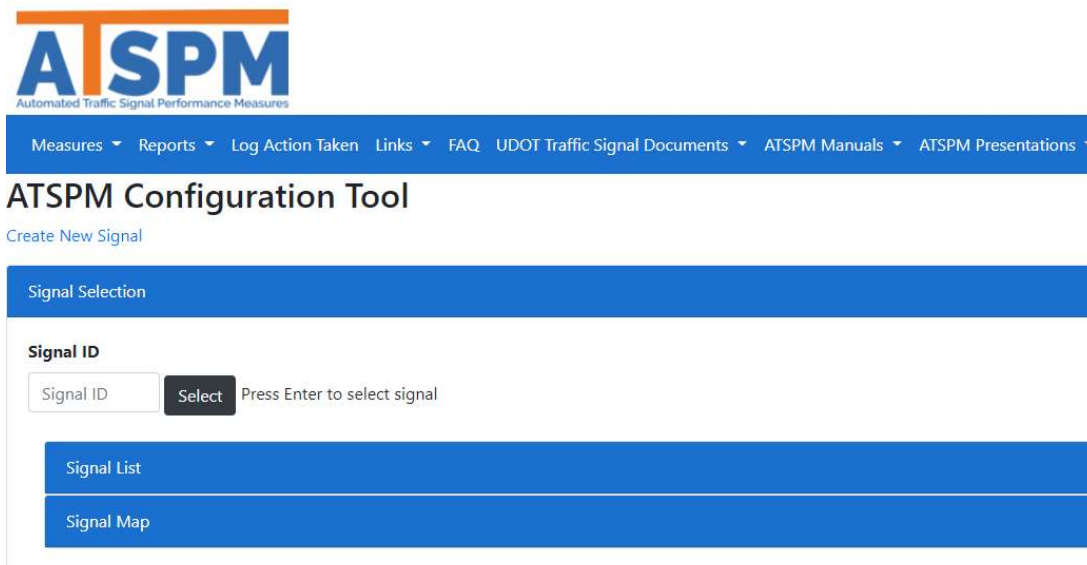 ATSPM
Automated Traffic Signal Performance Measures
Measures Reports Log Action Taken Links FAQ UDOT Traffic Signal Documents ATSPM Manuals ATSPM Presentations
ATSPM Configuration Tool
Create New Signal
Signal Selection
Signal ID
Signal ID Select Press Enter to select signal
Signal List
Signal Map